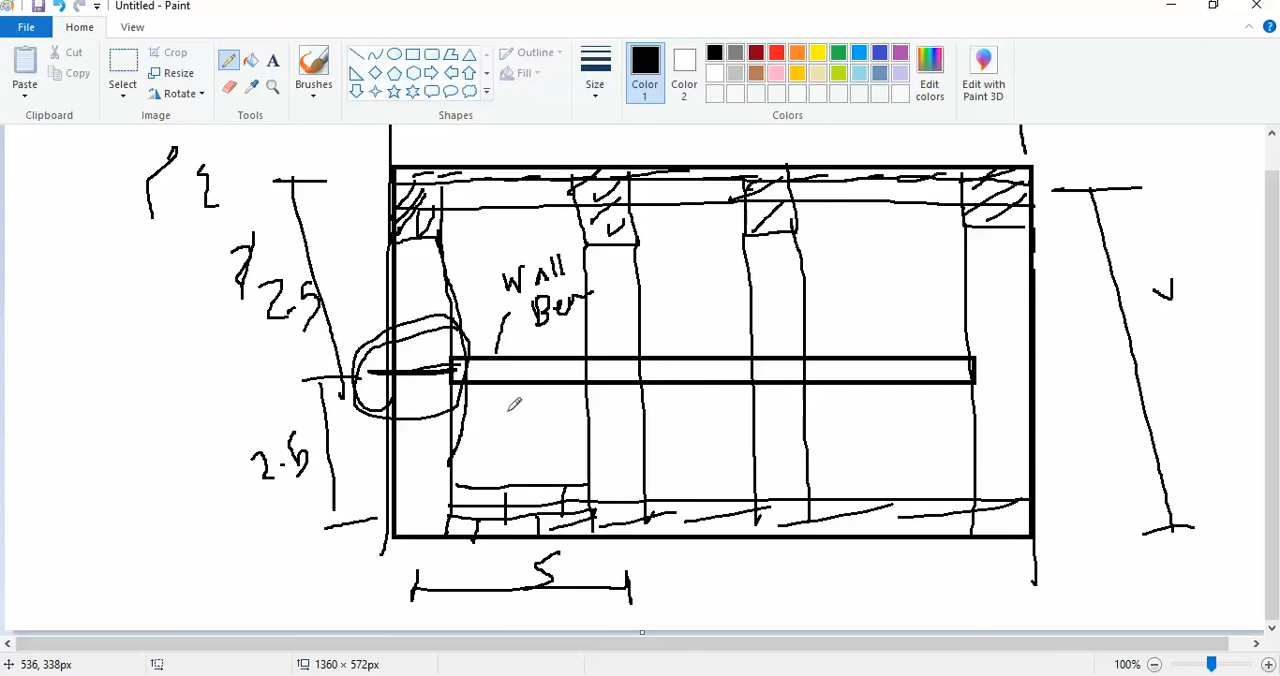 Untitled - Paint
File
Home
View
Paste
Cut
Copy
Clipboard
Select
Crop
Resize
Rotate
Image
A
Tools
Brushes
Outline
Fill
Shapes
Size
Color
1
Color
2
Edit
colors
Edit with
Paint 3D
Colors
2.5
Wall
2.5
5
536, 338px
1360 × 572px
100%